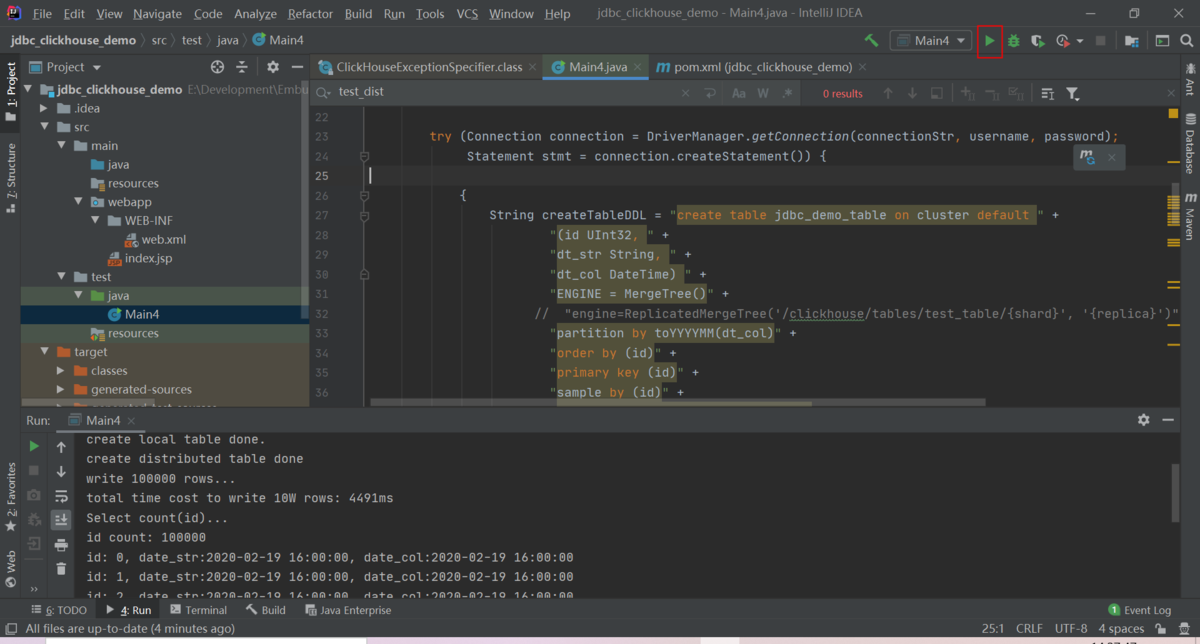 File Edit View Navigate Code Analyze Refactor Build Run Tools VCS Window Help jdbc_clickhouse_demo - Main4.java - IntelliJ IDEA
jdbc_clickhouse_demo src test java Main4 Main4
Project ClickHouseExceptionSpecifier.class Main4.java m pom.xml (jdbc_clickhouse_demo)
1: Project
7: Structure
2: Favorites
Web
Ant
Database
m Maven
jdbc_clickhouse_demo E:\Development\Embu
.idea
src
main
java
resources
webapp
WEB-INF
web.xml
index.jsp
test
java
Main4
resources
target
classes
generated-sources
test_dist Aa W .* 0 results
22
23 try (Connection connection = DriverManager.getConnection(connectionStr, username, password);
24 Statement stmt = connection.createStatement()) {
25
26 {
27 String createTableDDL = "create table jdbc_demo_table on cluster default " +
28 "(id UInt32, " +
29 "dt_str String, " +
30 "dt_col DateTime) " +
31 "ENGINE = MergeTree()" +
32 // "engine=ReplicatedMergeTree('/clickhouse/tables/test_table/{shard}', '{replica}')"
33 "partition by toYYYYMM(dt_col)" +
34 "order by (id)" +
35 "primary key (id)" +
36 "sample by (id)" +
Run: Main4
create local table done.
create distributed table done
write 100000 rows...
total time cost to write 10W rows: 4491ms
Select count(id)...
id count: 100000
id: 0, date_str:2020-02-19 16:00:00, date_col:2020-02-19 16:00:00
id: 1, date_str:2020-02-19 16:00:00, date_col:2020-02-19 16:00:00
id: 2, date_str:2020-02-19 16:00:00, date_col:2020-02-19 16:00:00
6: TODO 4: Run Terminal Build Java Enterprise 1 Event Log
All files are up-to-date (4 minutes ago) 25:1 CRLF UTF-8 4 spaces